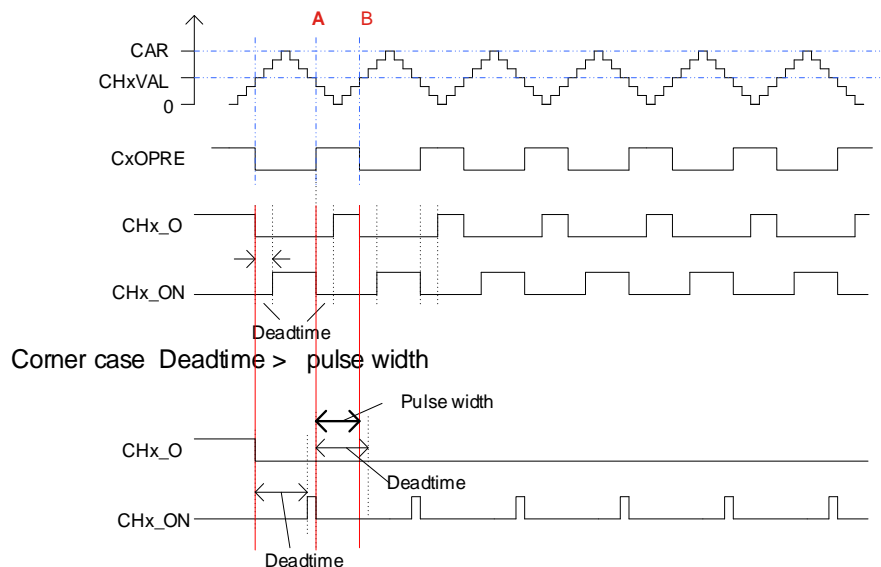 A B
CAR
CHxVAL
0
CxOPRE
CHx_O
CHx_ON
Deadtime
Corner case Deadtime > pulse width
Pulse width
CHx_O
Deadtime
CHx_ON
Deadtime